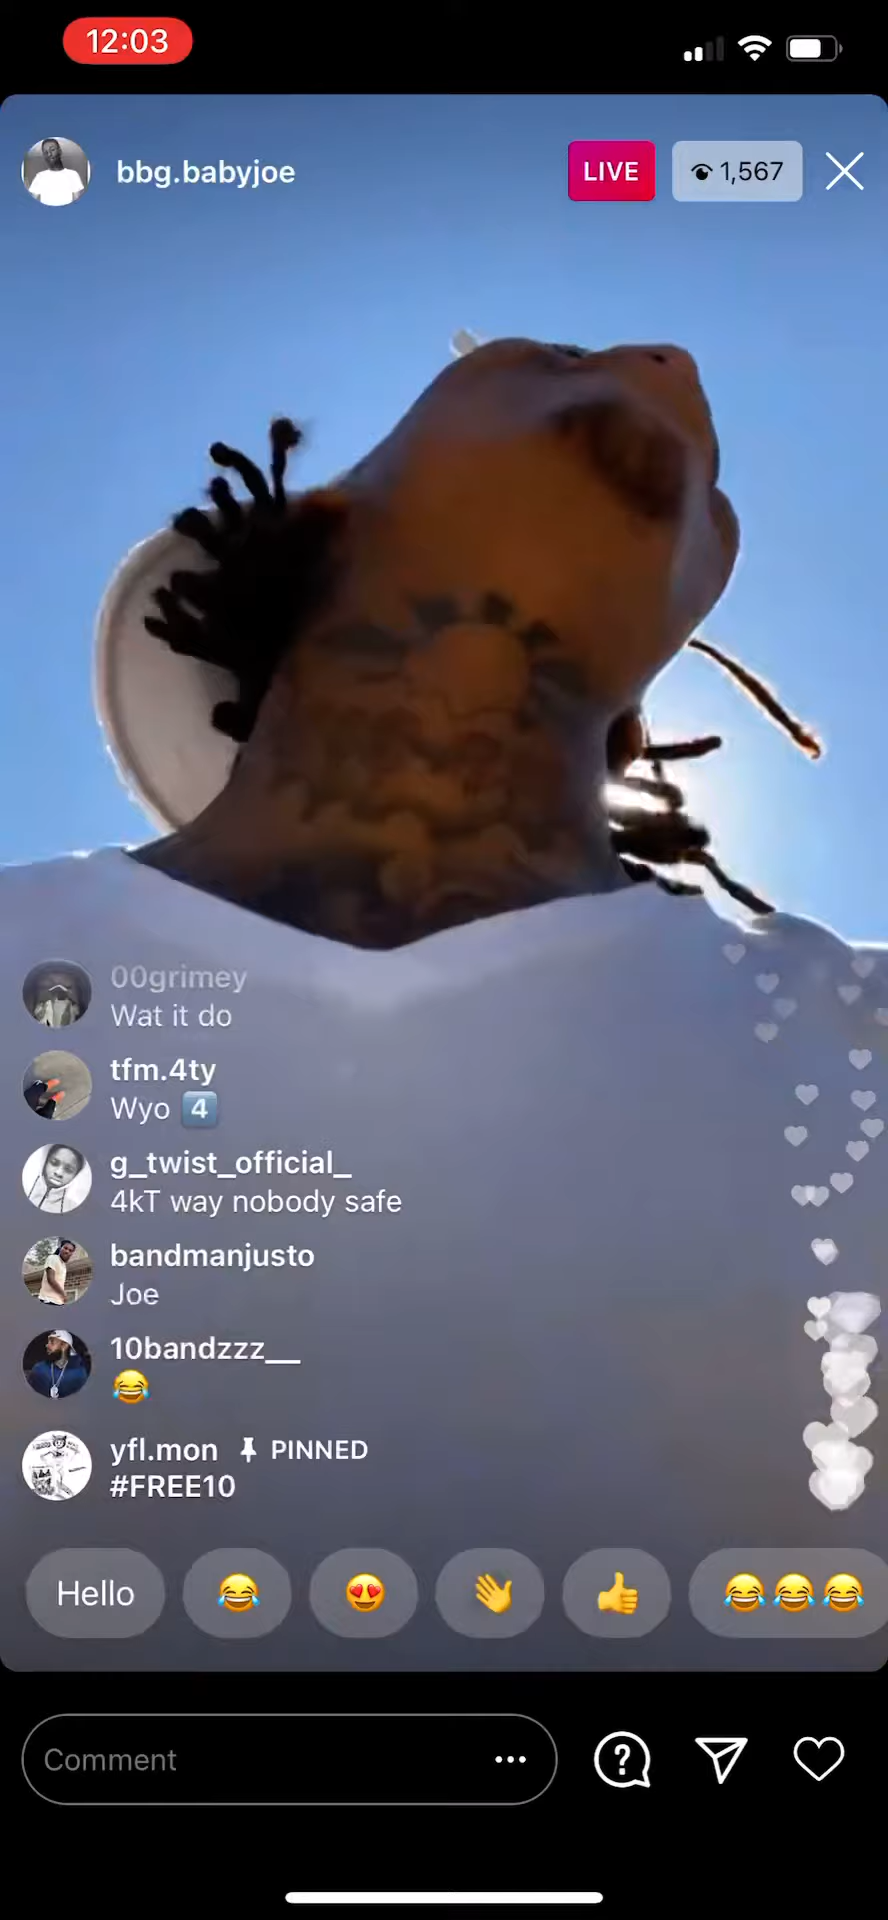 12:03
bbg.babyjoe
LIVE
1,567
00grimey
Wat it do
tfm.4ty
Wyo 4️⃣
g_twist_official_
4kT way nobody safe
bandmanjusto
Joe
10bandzzz__
😂
yfl.mon PINNED
#FREE10
Hello 😂 😍 👋 👍 😂😂😂
Comment